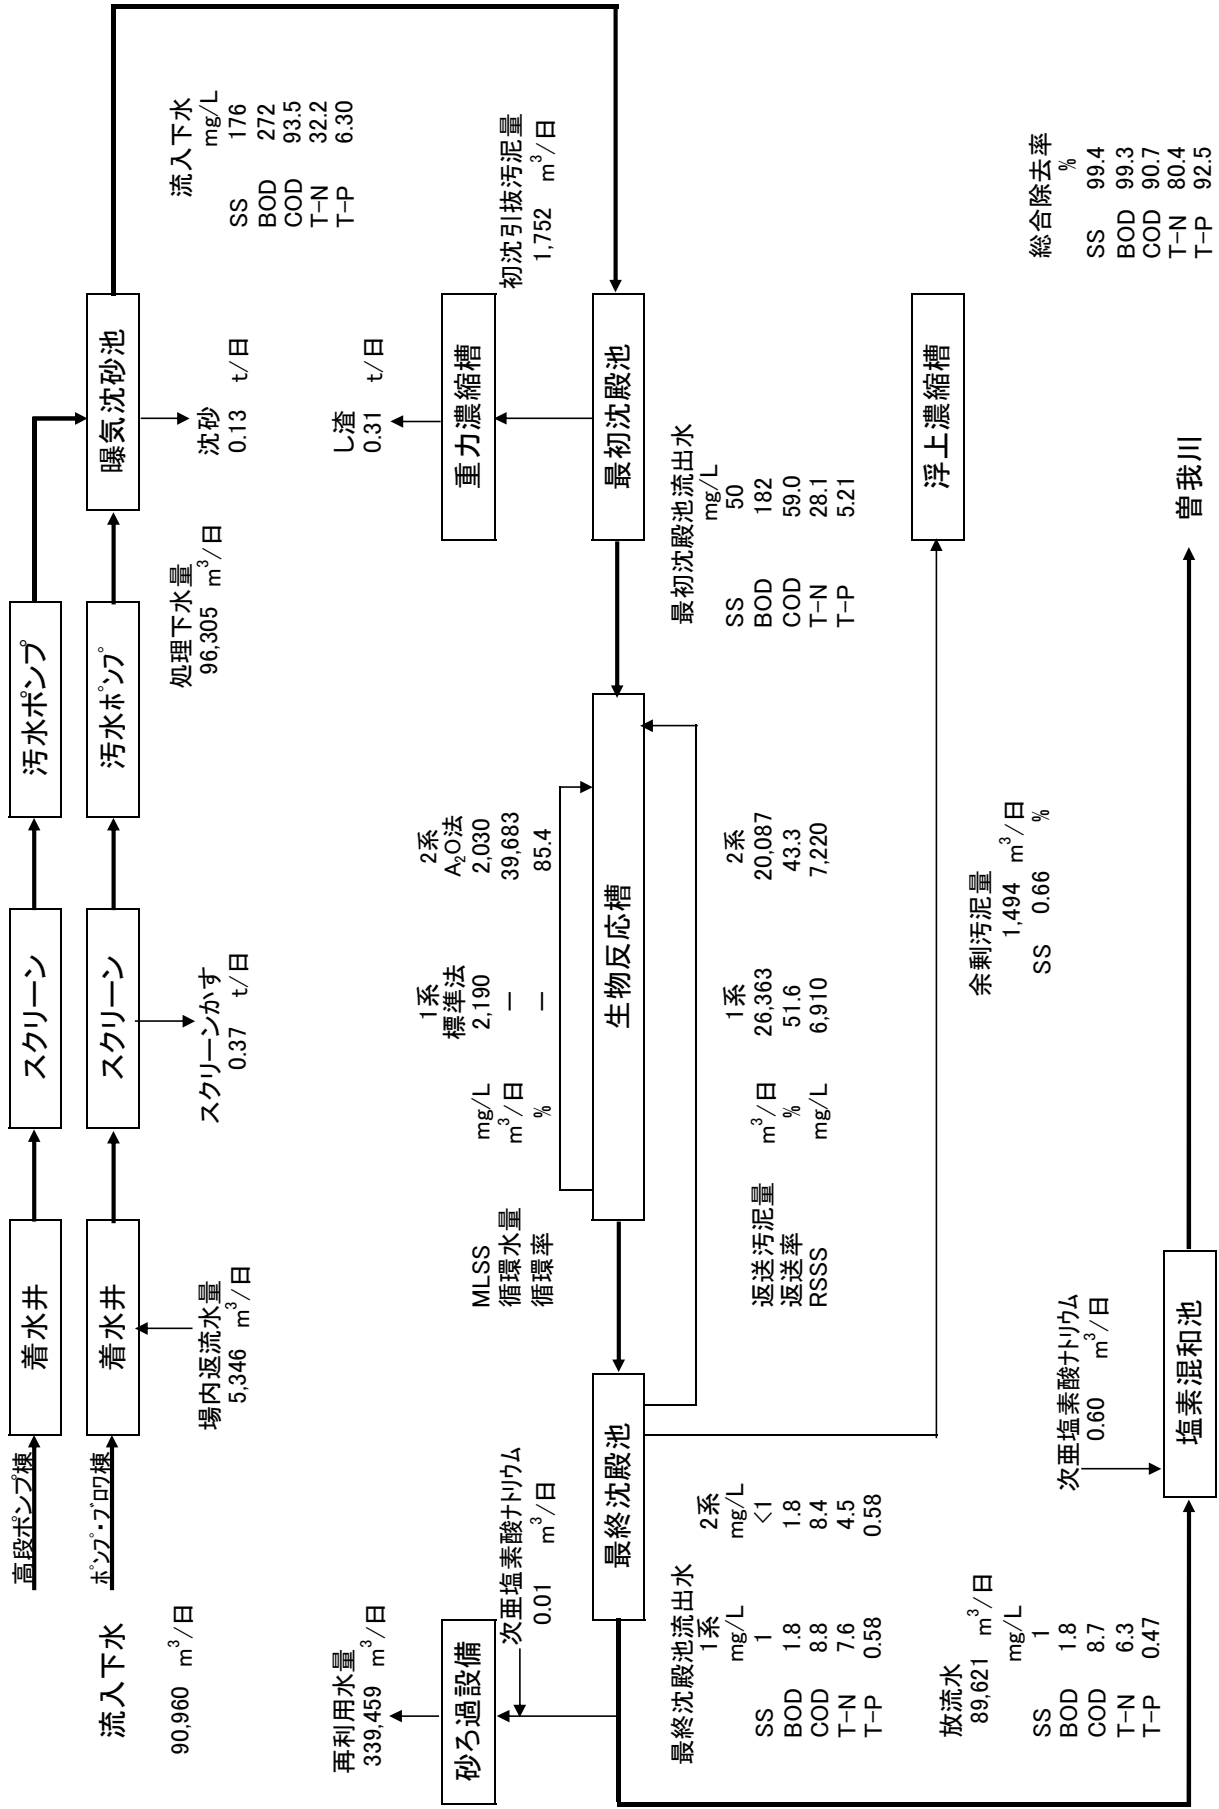 高段ポンプ棟
着水井
スクリーン
汚水ポンプ
ポンプ・ブロワ棟
着水井
スクリーン
汚水ポンプ
曝気沈砂池
流入下水
90,960 m³/日
場内返流水量
5,346 m³/日
スクリーンかす
0.37 t/日
処理下水量
96,305 m³/日
沈砂
0.13 t/日
流入下水
mg/L
SS 176
BOD 272
COD 93.5
T-N 32.2
T-P 6.30
再利用水量
339,459 m³/日
砂ろ過設備
次亜塩素酸ナトリウム
0.01 m³/日
1系 2系
標準法 A₂O法
MLSS mg/L 2,190 2,030
循環水量 m³/日 － 39,683
循環率 % － 85.4
し渣
0.31 t/日
重力濃縮槽
初沈引抜汚泥量
1,752 m³/日
最終沈殿池
生物反応槽
最初沈殿池
最終沈殿池流出水
1系 2系
mg/L mg/L
SS 1 <1
BOD 1.8 1.8
COD 8.8 8.4
T-N 7.6 4.5
T-P 0.58 0.58
1系 2系
返送汚泥量 m³/日 26,363 20,087
返送率 % 51.6 43.3
RSSS mg/L 6,910 7,220
最初沈殿池流出水
mg/L
SS 50
BOD 182
COD 59.0
T-N 28.1
T-P 5.21
浮上濃縮槽
余剰汚泥量
1,494 m³/日
SS 0.66 %
放流水
89,621 m³/日
mg/L
SS 1
BOD 1.8
COD 8.7
T-N 6.3
T-P 0.47
次亜塩素酸ナトリウム
0.60 m³/日
塩素混和池
曽我川
総合除去率
%
SS 99.4
BOD 99.3
COD 90.7
T-N 80.4
T-P 92.5